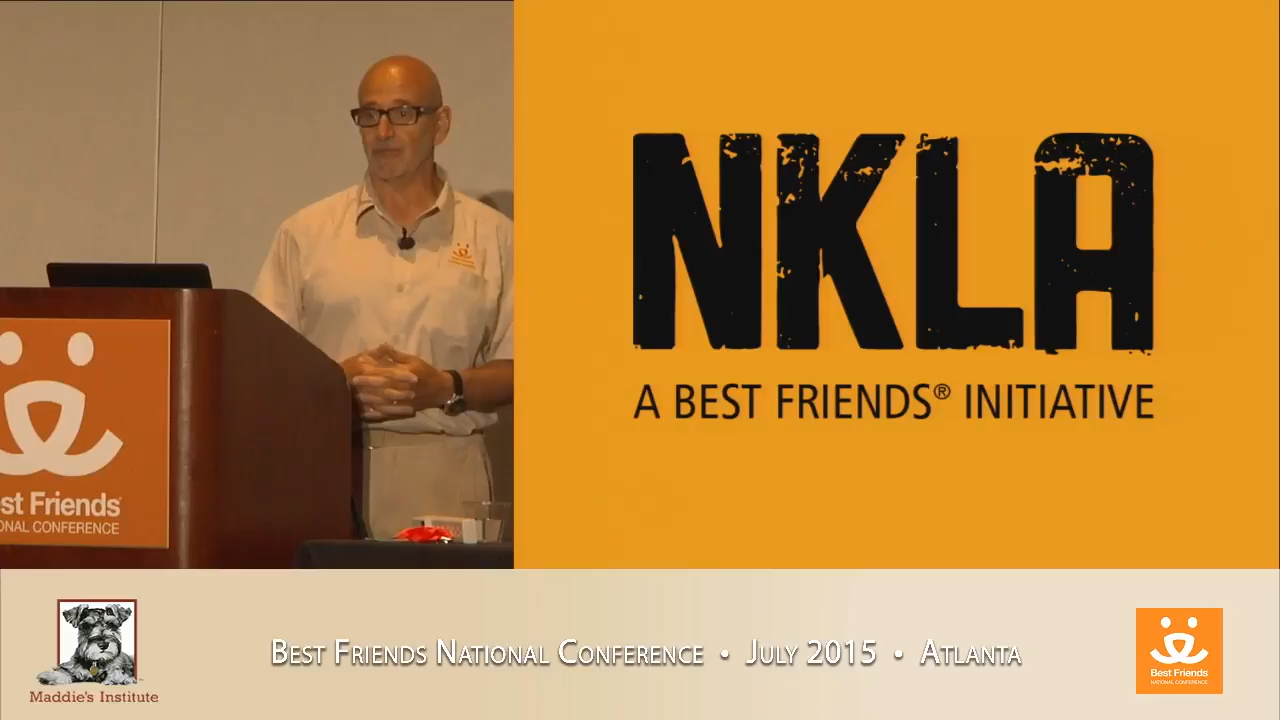 NKLA
A BEST FRIENDS® INITIATIVE
st Friends
ONAL CONFERENCE
Maddie's Institute
Best Friends National Conference • July 2015 • Atlanta
Best Friends
NATIONAL CONFERENCE